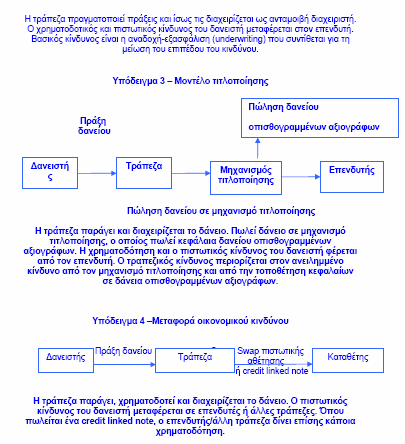 Η τράπεζα πραγματοποιεί πράξεις και ίσως τις διαχειρίζεται ως ανταμοιβή διαχειριστή.
Ο χρηματοδοτικός και πιστωτικός κίνδυνος του δανειστή μεταφέρεται στον επενδυτή.
Βασικός κίνδυνος είναι η αναδοχή-εξασφάλιση (underwriting) που συντίθεται για τη
μείωση του επιπέδου του κινδύνου.
Υπόδειγμα 3 – Μοντέλο τιτλοποίησης
Πώληση δανείου
οπισθογραμμένων αξιογράφων
Πράξη
δανείου
Δανειστή
ς
Τράπεζα
Μηχανισμός
τιτλοποίησης
Επενδυτής
Πώληση δανείου σε μηχανισμό τιτλοποίησης
Η τράπεζα παράγει και διαχειρίζεται το δάνειο. Πωλεί δάνειο σε μηχανισμό
τιτλοποίησης, ο οποίος πωλεί κεφάλαια δανείου οπισθογραμμένων
αξιογράφων. Η χρηματοδότηση και ο πιστωτικός κίνδυνος του δανειστή φέρεται
από τον επενδυτή. Ο τραπεζικός κίνδυνος περιορίζεται στον ανειλημμένο
κίνδυνο από τον μηχανισμό τιτλοποίησης και από την τοποθέτηση κεφαλαίων
σε δάνεια οπισθογραμμένων αξιογράφων.
Υπόδειγμα 4 –Μεταφορά οικονομικού κινδύνου
Δανειστής
Πράξη δανείου
Τράπεζα
Swap πιστωτικής
αθέτησης
ή credit linked note
Καταθέτης
Η τράπεζα παράγει, χρηματοδοτεί και διαχειρίζεται το δάνειο. Ο πιστωτικός
κίνδυνος του δανειστή μεταφέρεται σε επενδυτές ή άλλες τράπεζες. Όπου
πωλείται ένα credit linked note, ο επενδυτής/άλλη τράπεζα δίνει επίσης κάποια
χρηματοδότηση.